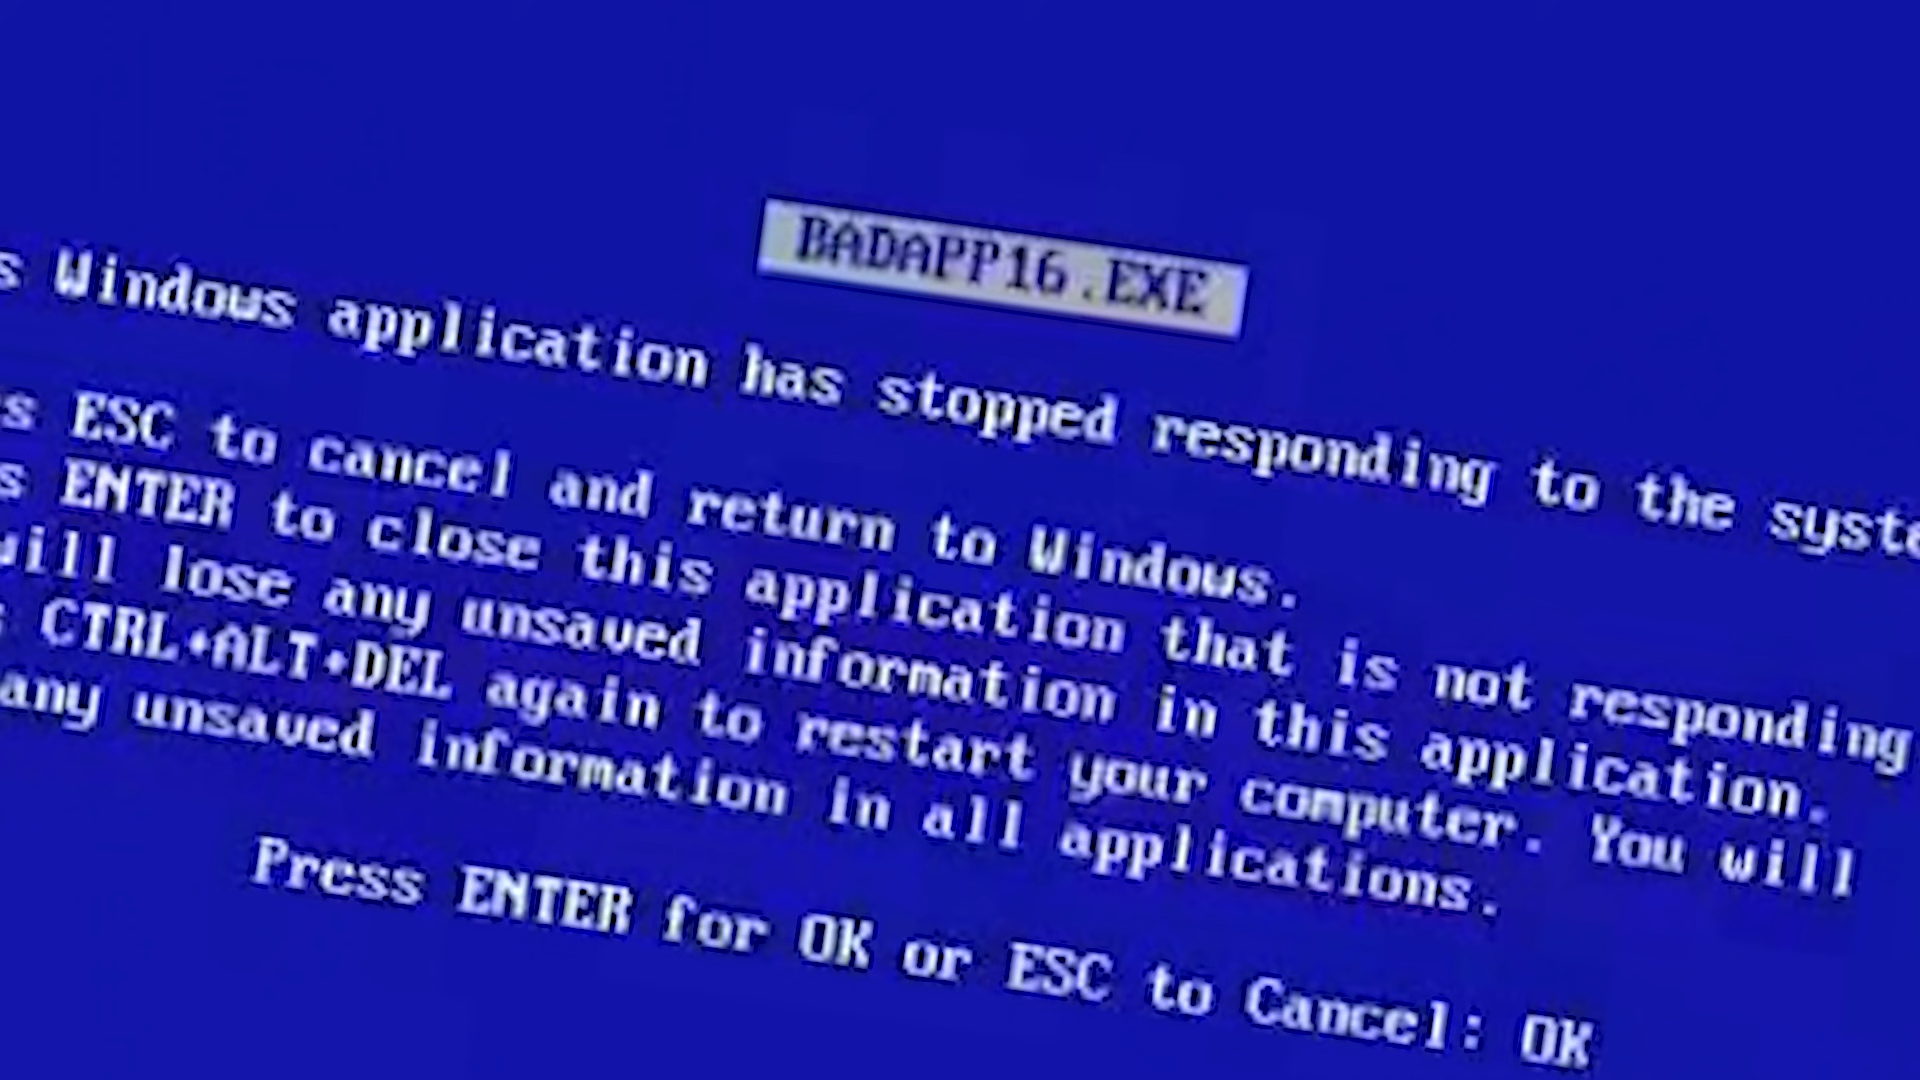 BADAPP16.EXE
s Windows application has stopped responding to the syste
s ESC to cancel and return to Windows.
s ENTER to close this application that is not responding
will lose any unsaved information in this application.
s CTRL+ALT+DEL again to restart your computer. You will
any unsaved information in all applications.
Press ENTER for OK or ESC to Cancel: OK